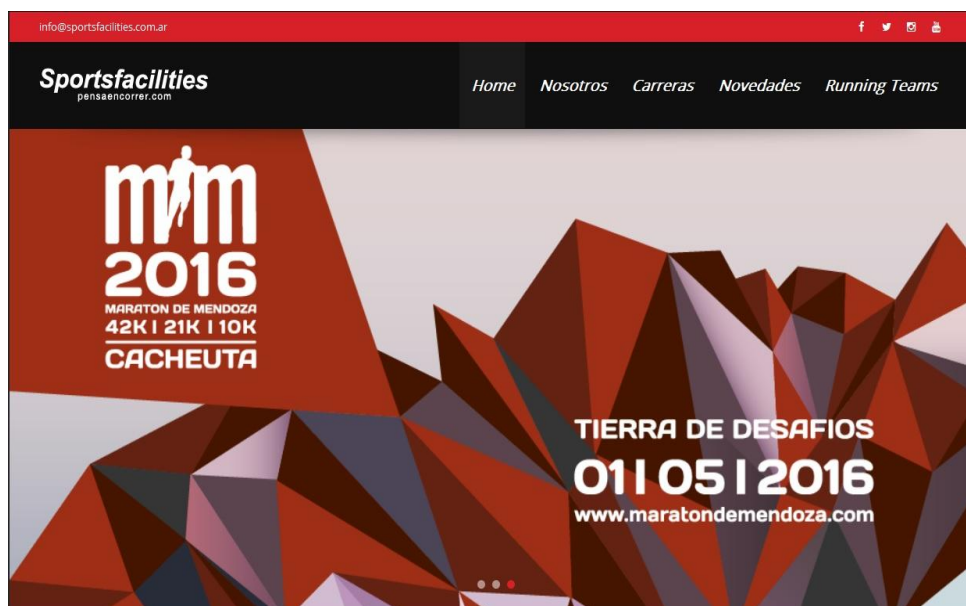 info@sportsfacilities.com.ar
Sportsfacilities
pensaencorrer.com
Home Nosotros Carreras Novedades Running Teams
mm
2016
MARATON DE MENDOZA
42K | 21K | 10K
CACHEUTA
TIERRA DE DESAFIOS
01 | 05 | 2016
www.maratondemendoza.com